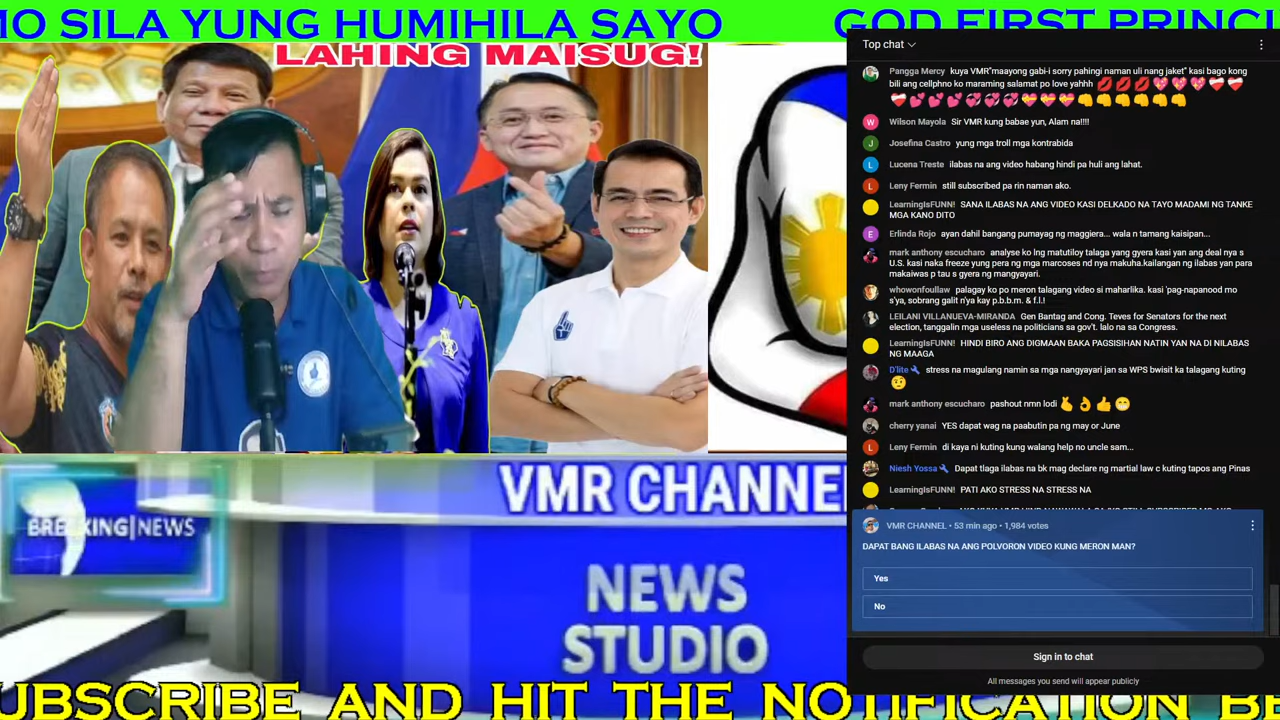 MO SILA YUNG HUMIHILA SAYO
GOD FIRST PRINCI
LAHING MAISUG!
Top chat
Pangga Mercy kuya VMR"maayong gabi-i sorry pahingi naman uli nang jaket" kasi bago kong
bili ang cellphno ko maraming salamat po love yahhh 💋💋💋💖💖💖❤️‍🩹❤️‍🩹
❤️‍🩹💕💕💕💞💞💞💝💝💝👊👊👊👊👊👊
Wilson Mayola Sir VMR kung babae yun, Alam na!!!!
Josefina Castro yung mga troll mga kontrabida
Lucena Treste ilabas na ang video habang hindi pa huli ang lahat.
Leny Fermin still subscribed pa rin naman ako.
LearningIsFUNN! SANA ILABAS NA ANG VIDEO KASI DELKADO NA TAYO MADAMI NG TANKE
MGA KANO DITO
Erlinda Rojo ayan dahil bangang pumayag ng maggiera... wala n tamang kaisipan...
mark anthony escucharo analyse ko lng matutiloy talaga yang gyera kasi yan ang deal nya s
U.S. kasi naka freeze yung pera ng mga marcoses nd nya makuha.kailangan ng ilabas yan para
makaiwas p tau s gyera ng mangyayari.
whowonfoullaw palagay ko po meron talagang video si maharlika. kasi 'pag-napanood mo
s'ya, sobrang galit n'ya kay p.b.b.m. & f.l.!
LEILANI VILLANUEVA-MIRANDA Gen Bantag and Cong. Teves for Senators for the next
election, tanggalin mga useless na politicians sa gov't. lalo na sa Congress.
LearningIsFUNN! HINDI BIRO ANG DIGMAAN BAKA PAGSISIHAN NATIN YAN NA DI NILABAS
NG MAAGA
D'lite stress na magulang namin sa mga nangyayari jan sa WPS bwisit ka talagang kuting
🤨
mark anthony escucharo pashout nmn lodi 🫰👌👍😁
cherry yanai YES dapat wag na paabutin pa ng may or June
Leny Fermin di kaya ni kuting kung walang help no uncle sam...
Niesh Yossa Dapat tlaga ilabas na bk mag declare ng martial law c kuting tapos ang Pinas
LearningIsFUNN! PATI AKO STRESS NA STRESS NA
VMR CHANNEL • 53 min ago • 1,984 votes
DAPAT BANG ILABAS NA ANG POLVORON VIDEO KUNG MERON MAN?
Yes
No
Sign in to chat
All messages you send will appear publicly
VMR CHANNE
BREAKING|NEWS
NEWS
STUDIO
UBSCRIBE AND HIT THE NOTIFICATION BE